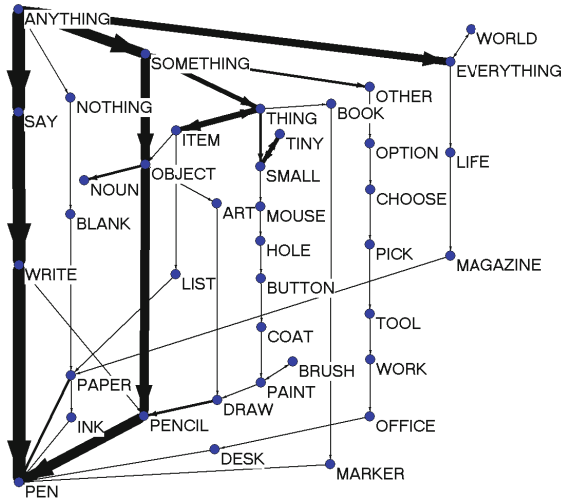 ANYTHING
WORLD
SOMETHING
EVERYTHING
OTHER
NOTHING
BOOK
THING
SAY
ITEM
TINY
OPTION
LIFE
OBJECT
SMALL
NOUN
CHOOSE
ART
MOUSE
BLANK
HOLE
PICK
MAGAZINE
WRITE
LIST
BUTTON
TOOL
COAT
WORK
BRUSH
PAPER
PAINT
DRAW
INK
PENCIL
OFFICE
DESK
MARKER
PEN